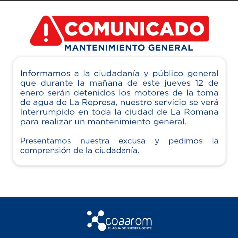 COMUNICADO
MANTENIMIENTO GENERAL
Informamos a la ciudadanía y público general
que durante la mañana de este jueves 12 de
enero serán detenidos los motores de la toma
de agua de La Represa, nuestro servicio se verá
interrumpido en toda la ciudad de La Romana
para realizar un mantenimiento general.
Presentamos nuestra excusa y pedimos la
comprensión de la ciudadanía.
coaarom